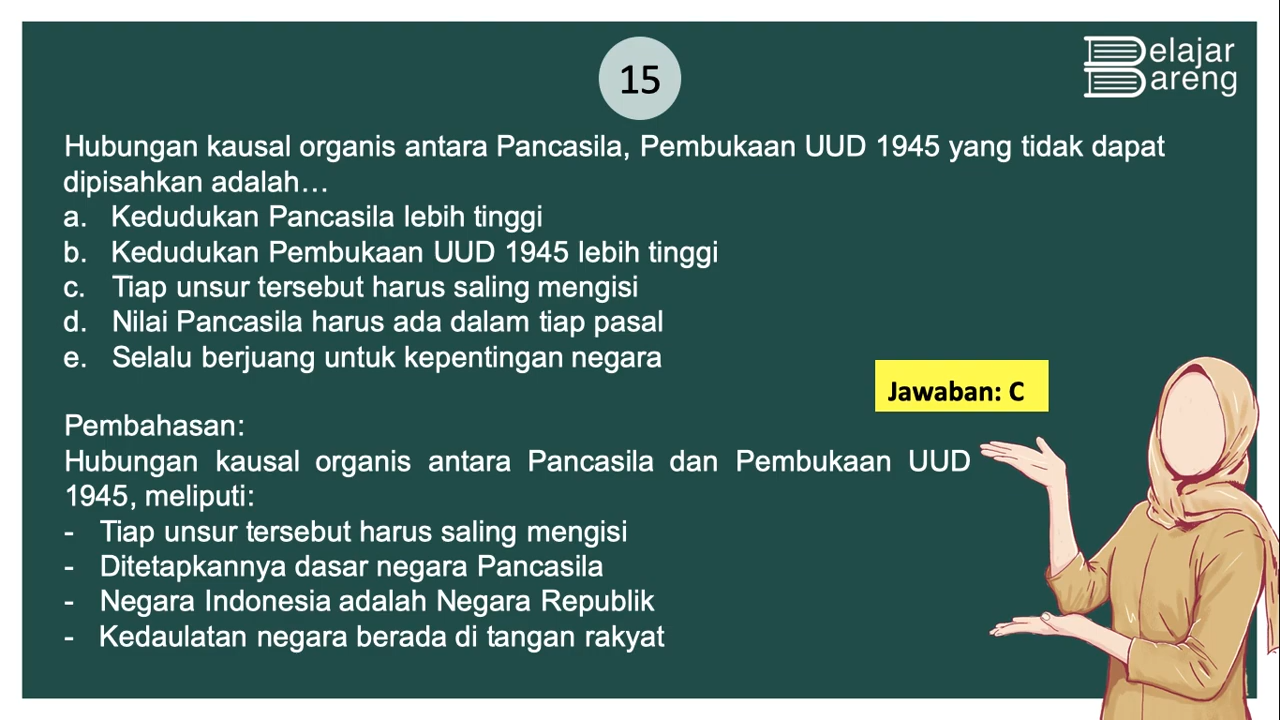 15
Belajar
Bareng
Hubungan kausal organis antara Pancasila, Pembukaan UUD 1945 yang tidak dapat
dipisahkan adalah…
a. Kedudukan Pancasila lebih tinggi
b. Kedudukan Pembukaan UUD 1945 lebih tinggi
c. Tiap unsur tersebut harus saling mengisi
d. Nilai Pancasila harus ada dalam tiap pasal
e. Selalu berjuang untuk kepentingan negara
Jawaban: C
Pembahasan:
Hubungan kausal organis antara Pancasila dan Pembukaan UUD
1945, meliputi:
- Tiap unsur tersebut harus saling mengisi
- Ditetapkannya dasar negara Pancasila
- Negara Indonesia adalah Negara Republik
- Kedaulatan negara berada di tangan rakyat